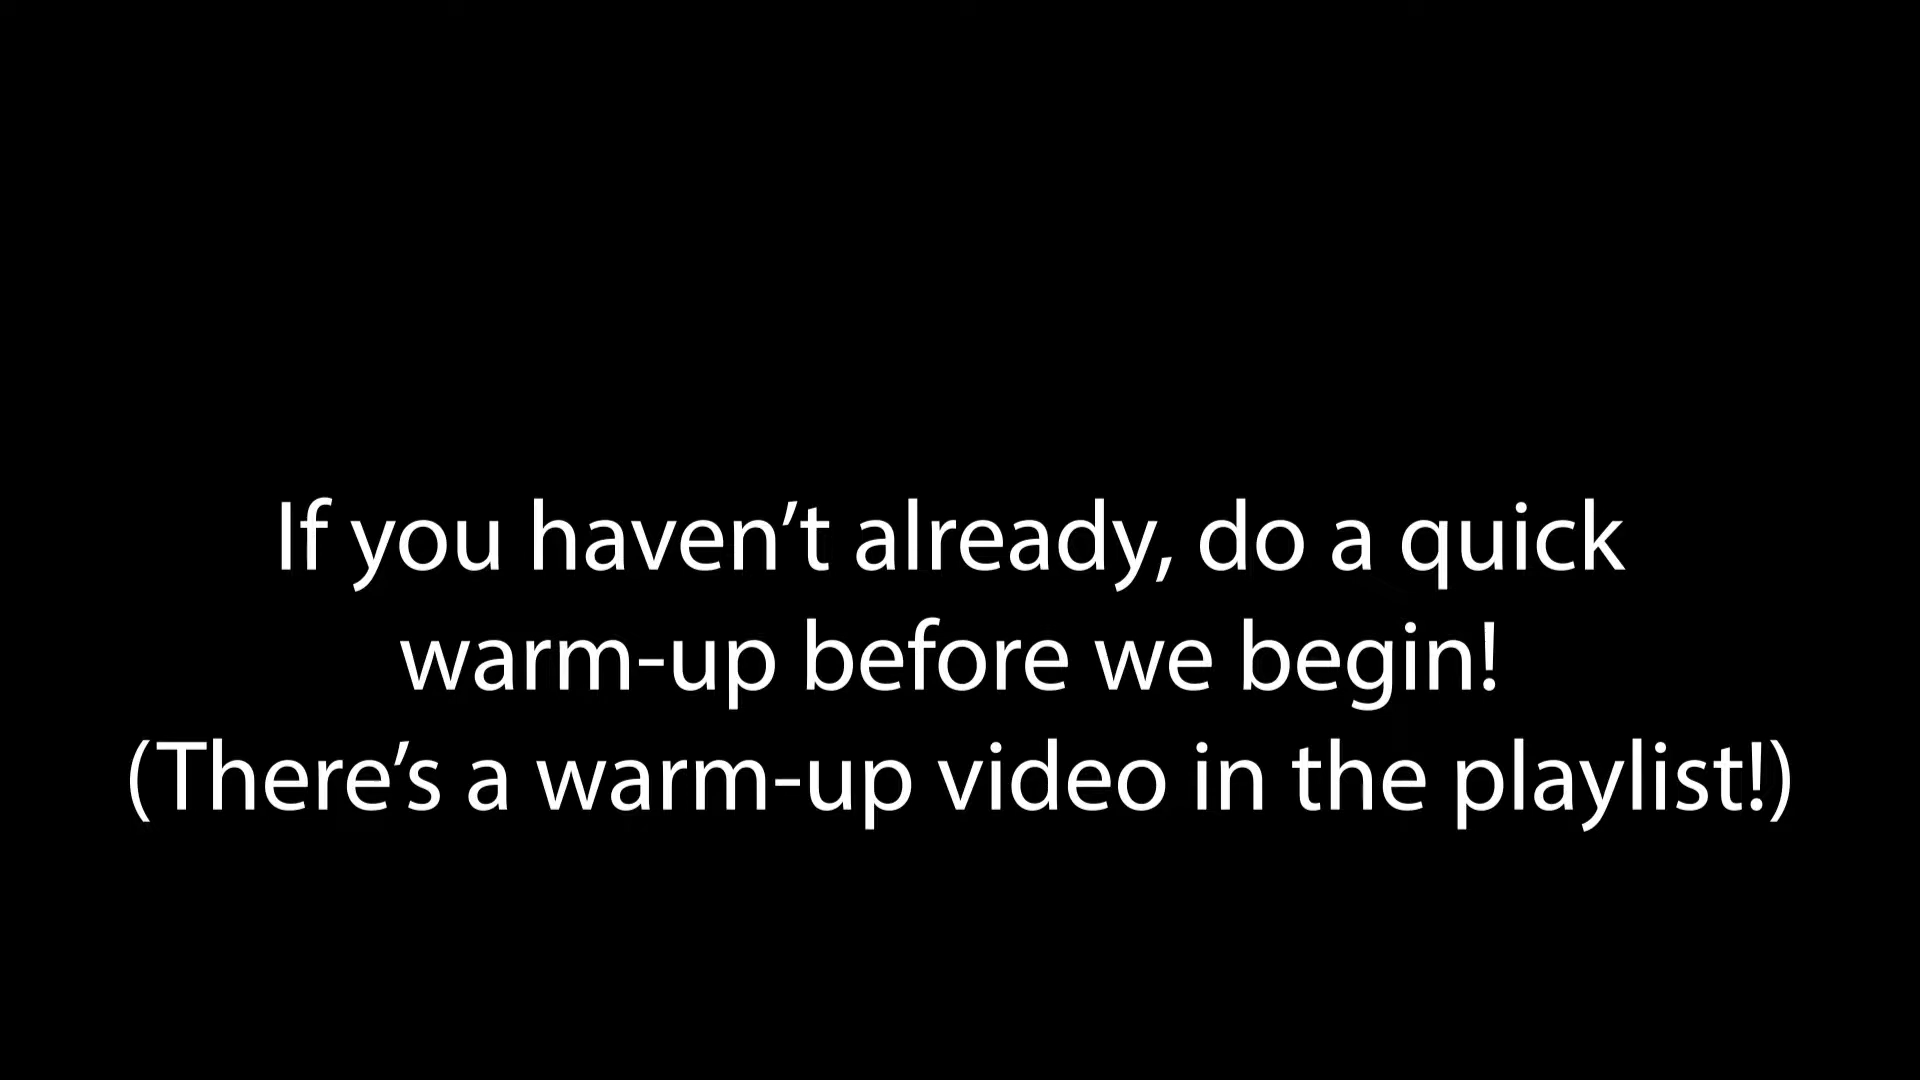 If you haven’t already, do a quick
warm-up before we begin!
(There’s a warm-up video in the playlist!)